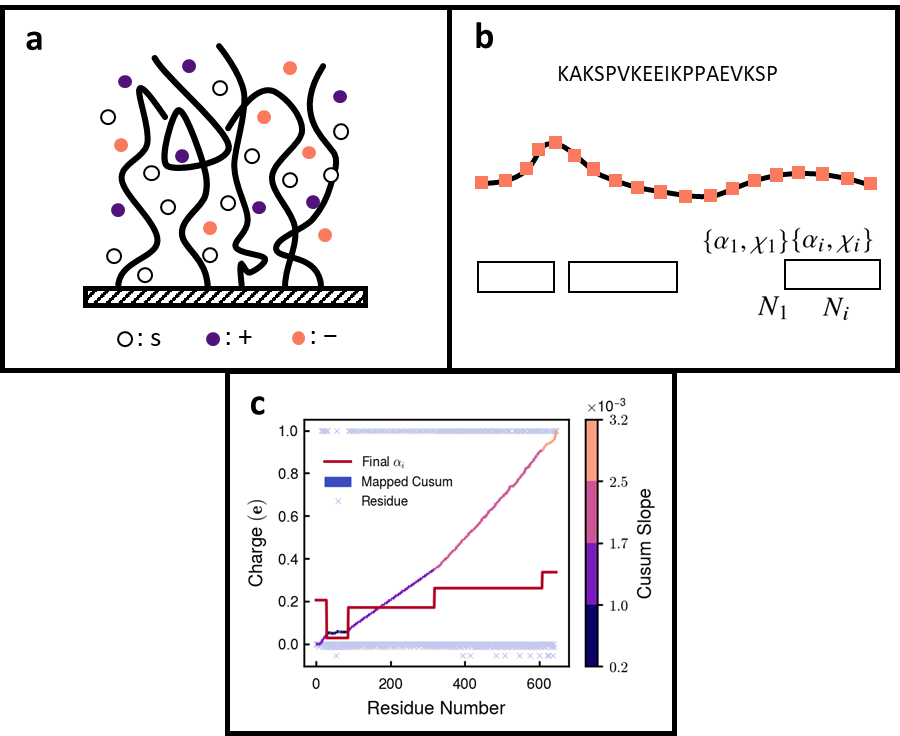 a
: s
: +
: −
b
KAKSPVKEEIKPPAEVKSP
{α₁, χ₁}{αᵢ, χᵢ}
N₁ Nᵢ
c
×10⁻³
Final αᵢ
Mapped Cusum
Residue
Charge (e)
1.0
0.8
0.6
0.4
0.2
0.0
0 200 400 600
Residue Number
3.2
2.5
1.7
1.0
0.2
Cusum Slope